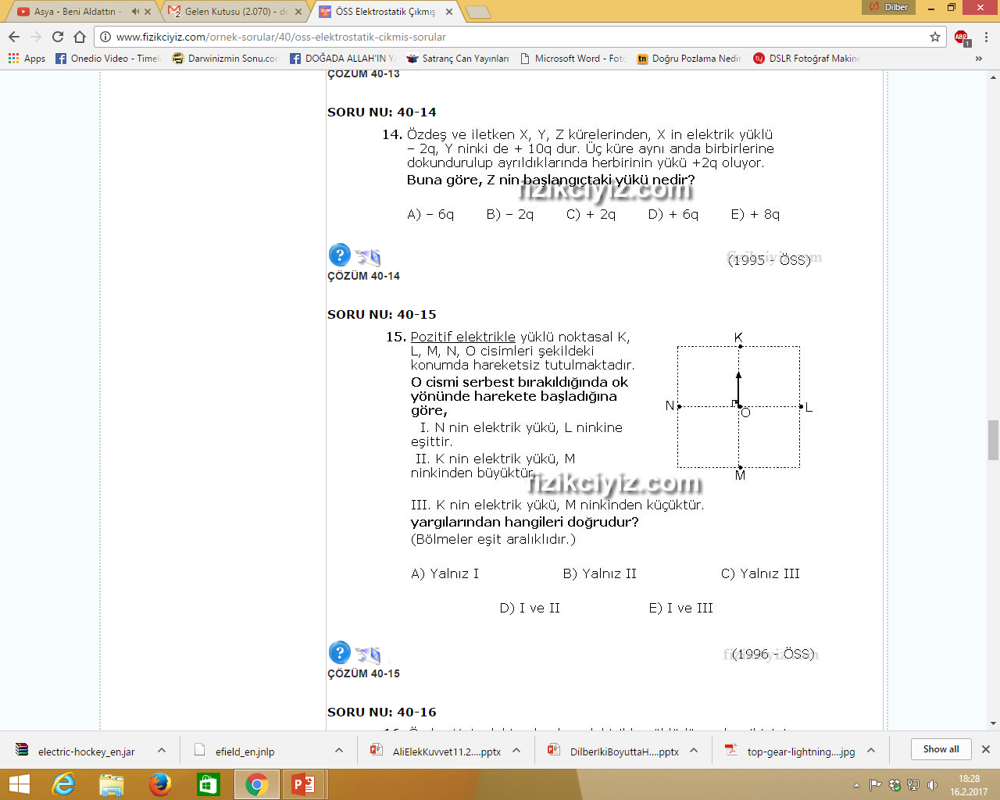 Asya - Beni Aldattın -
Gelen Kutusu (2.070) - de
ÖSS Elektrostatik Çıkmış
Dilber
www.fizikciyiz.com/ornek-sorular/40/oss-elektrostatik-cikmis-sorular
Apps
Onedio Video - Timel
Darwinizmin Sonu.com
DOĞADA ALLAH'IN YA
Satranç Can Yayınları
Microsoft Word - Foto
Doğru Pozlama Nedir
DSLR Fotoğraf Makine
»
ÇÖZÜM 40-13
SORU NU: 40-14
14. Özdeş ve iletken X, Y, Z kürelerinden, X in elektrik yüklü
– 2q, Y ninki de + 10q dur. Üç küre aynı anda birbirlerine
dokundurulup ayrıldıklarında herbirinin yükü +2q oluyor.
Buna göre, Z nin başlangıçtaki yükü nedir?
fizikciyiz.com
A) – 6q B) – 2q C) + 2q D) + 6q E) + 8q
fizikciyiz.com
(1995 - ÖSS)
ÇÖZÜM 40-14
SORU NU: 40-15
15. Pozitif elektrikle yüklü noktasal K,
L, M, N, O cisimleri şekildeki
konumda hareketsiz tutulmaktadır.
O cismi serbest bırakıldığında ok
yönünde harekete başladığına
göre,
I. N nin elektrik yükü, L ninkine
eşittir.
II. K nin elektrik yükü, M
ninkinden büyüktür.
K
N
O
L
M
fizikciyiz.com
III. K nin elektrik yükü, M ninkinden küçüktür.
yargılarından hangileri doğrudur?
(Bölmeler eşit aralıklıdır.)
A) Yalnız I B) Yalnız II C) Yalnız III
D) I ve II E) I ve III
fizikciyiz.com
(1996 - ÖSS)
ÇÖZÜM 40-15
SORU NU: 40-16
electric-hockey_en.jar
efield_en.jnlp
AliElekKuvvet11.2....pptx
DilberIkiBoyuttaH....pptx
top-gear-lightning....jpg
Show all
18:28
16.2.2017